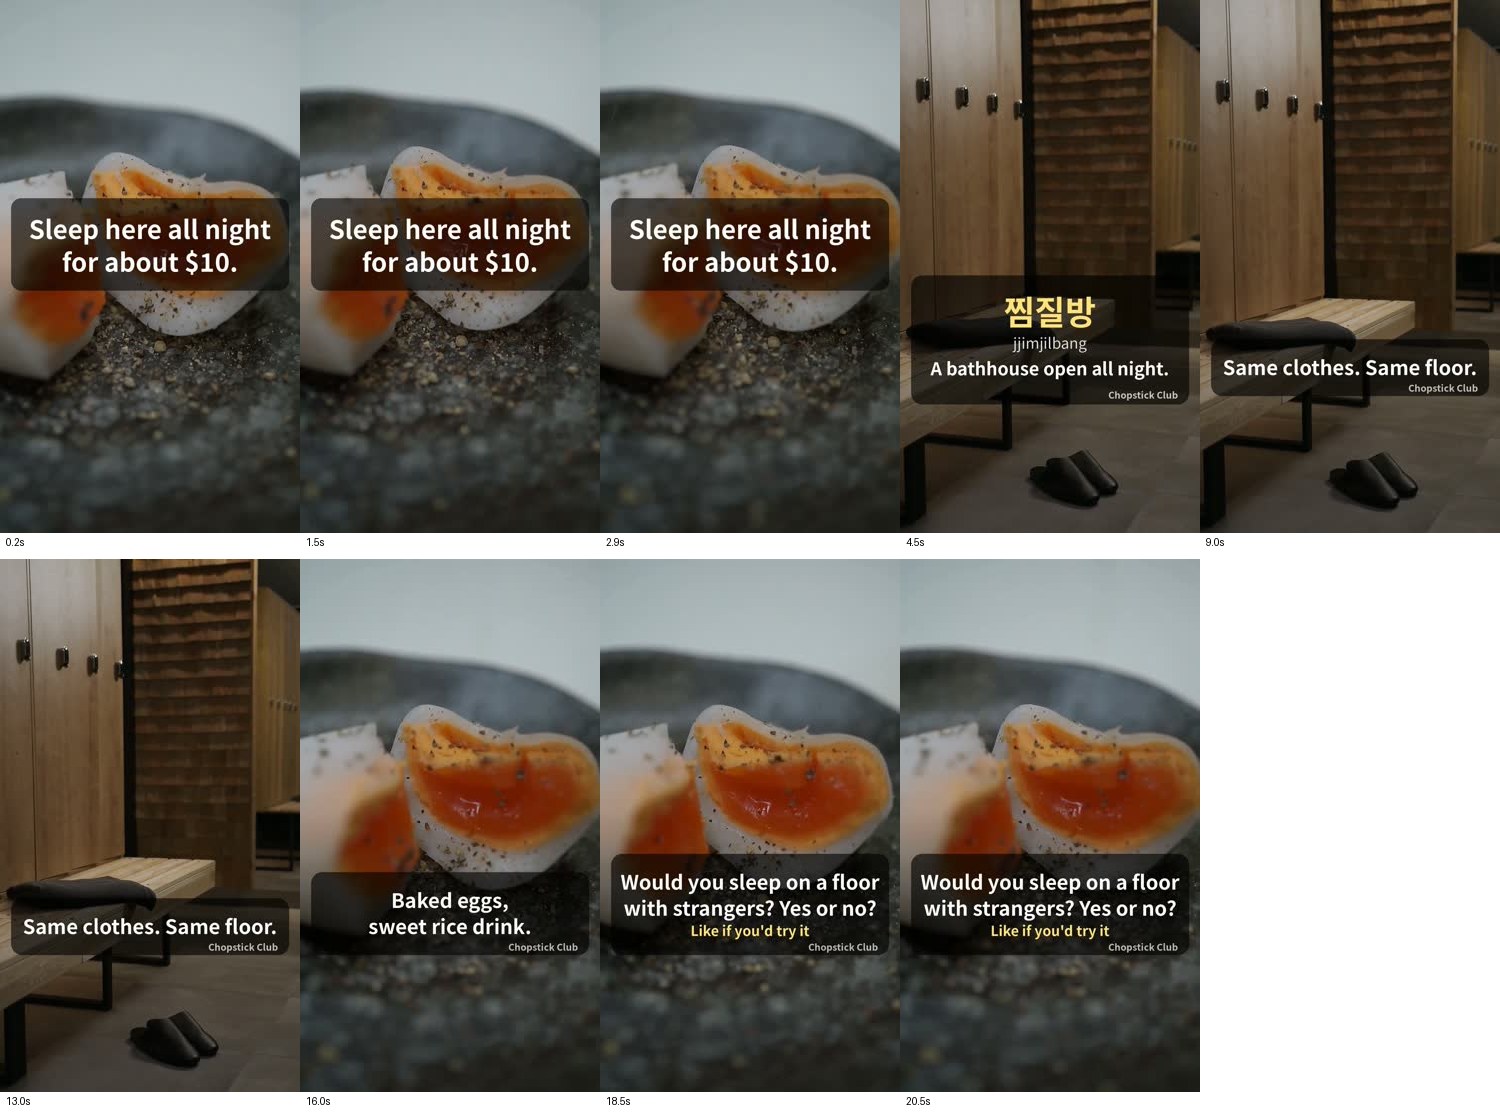 Sleep here all night
for about $10.
0.2s
Sleep here all night
for about $10.
1.5s
Sleep here all night
for about $10.
2.9s
찜질방
jjimjilbang
A bathhouse open all night.
Chopstick Club
4.5s
Same clothes. Same floor.
Chopstick Club
9.0s
Same clothes. Same floor.
Chopstick Club
13.0s
Baked eggs,
sweet rice drink.
Chopstick Club
16.0s
Would you sleep on a floor
with strangers? Yes or no?
Like if you'd try it
Chopstick Club
18.5s
Would you sleep on a floor
with strangers? Yes or no?
Like if you'd try it
Chopstick Club
20.5s